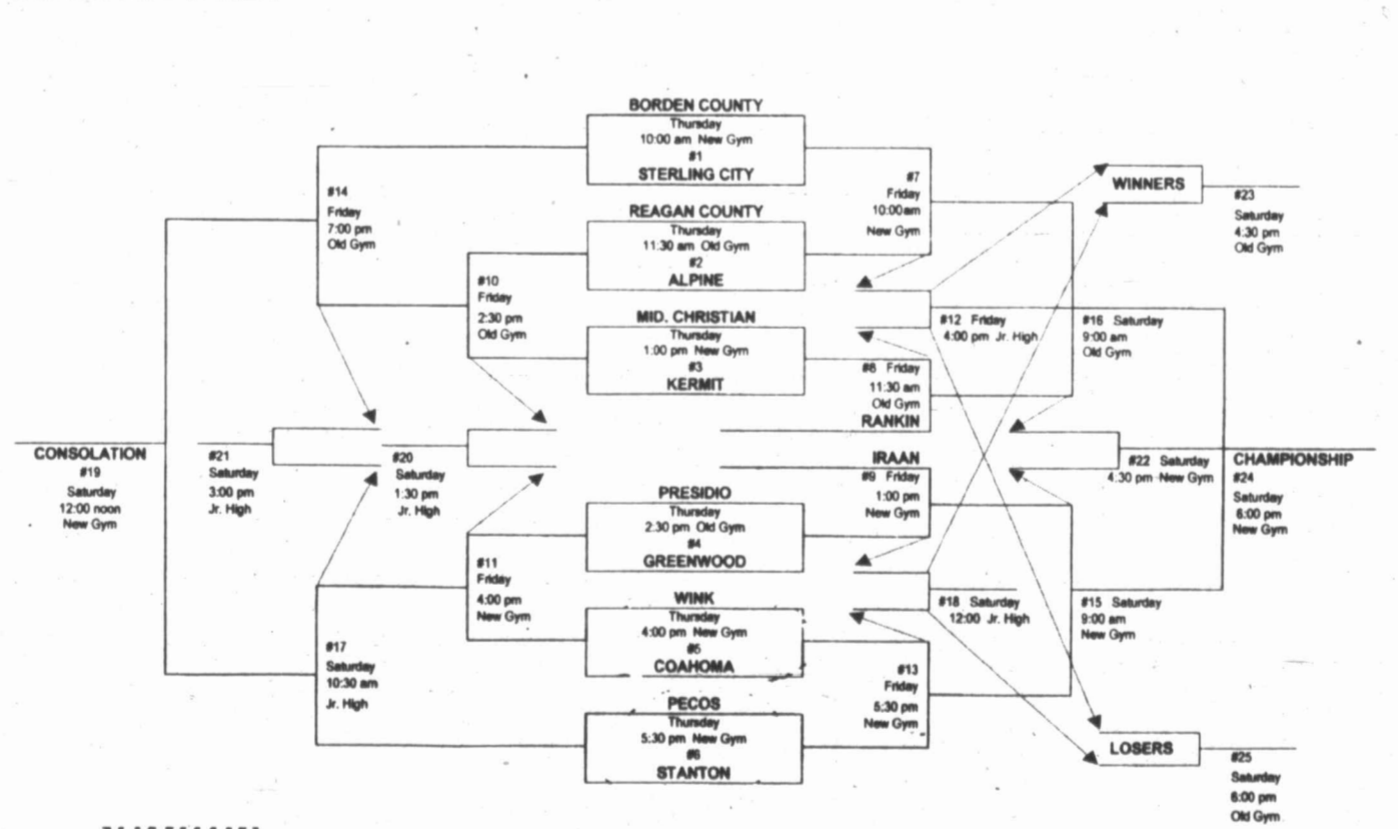 BORDEN COUNTY
Thursday
10:00 am New Gym
#1
STERLING CITY
REAGAN COUNTY
Thursday
11:30 am Old Gym
#2
ALPINE
MID. CHRISTIAN
Thursday
1:00 pm New Gym
#3
KERMIT
PRESIDIO
Thursday
2:30 pm Old Gym
#4
GREENWOOD
WINK
Thursday
4:00 pm New Gym
#5
COAHOMA
PECOS
Thursday
5:30 pm New Gym
#6
STANTON
#14
Friday
7:00 pm
Old Gym
#10
Friday
2:30 pm
Old Gym
CONSOLATION
#19
Saturday
12:00 noon
New Gym
#21
Saturday
3:00 pm
Jr. High
#20
Saturday
1:30 pm
Jr. High
#11
Friday
4:00 pm
New Gym
#17
Saturday
10:30 am
Jr. High
#7
Friday
10:00am
New Gym
#12 Friday
4:00 pm Jr. High
#8 Friday
11:30 am
Old Gym
RANKIN
IRAAN
#9 Friday
1:00 pm
New Gym
#18 Saturday
12:00 Jr. High
#13
Friday
5:30 pm
New Gym
#16 Saturday
9:00 am
Old Gym
#22 Saturday
4:30 pm New Gym
#15 Saturday
9:00 am
New Gym
WINNERS
#23
Saturday
4:30 pm
Old Gym
CHAMPIONSHIP
#24
Saturday
6:00 pm
New Gym
LOSERS
#25
Saturday
6:00 pm
Old Gym